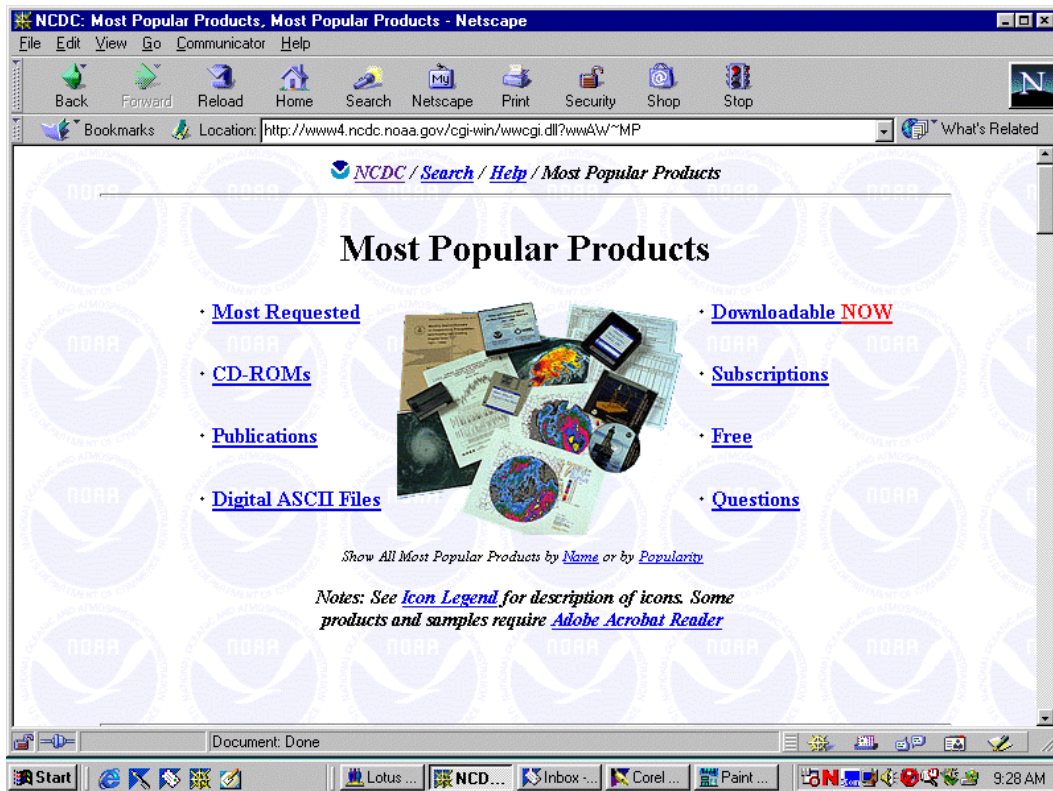 NCDC: Most Popular Products, Most Popular Products - Netscape
File Edit View Go Communicator Help
Back Forward Reload Home Search Netscape Print Security Shop Stop
Bookmarks Location: http://www4.ncdc.noaa.gov/cgi-win/wwcgi.dll?wwAW~MP What's Related
NCDC / Search / Help / Most Popular Products
Most Popular Products
· Most Requested
· Downloadable NOW
· CD-ROMs
· Subscriptions
· Publications
· Free
· Digital ASCII Files
· Questions
Show All Most Popular Products by Name or by Popularity
Notes: See Icon Legend for description of icons. Some
products and samples require Adobe Acrobat Reader
Document: Done
Start Lotus ... NCD... Inbox -... Corel ... Paint ... 9:28 AM